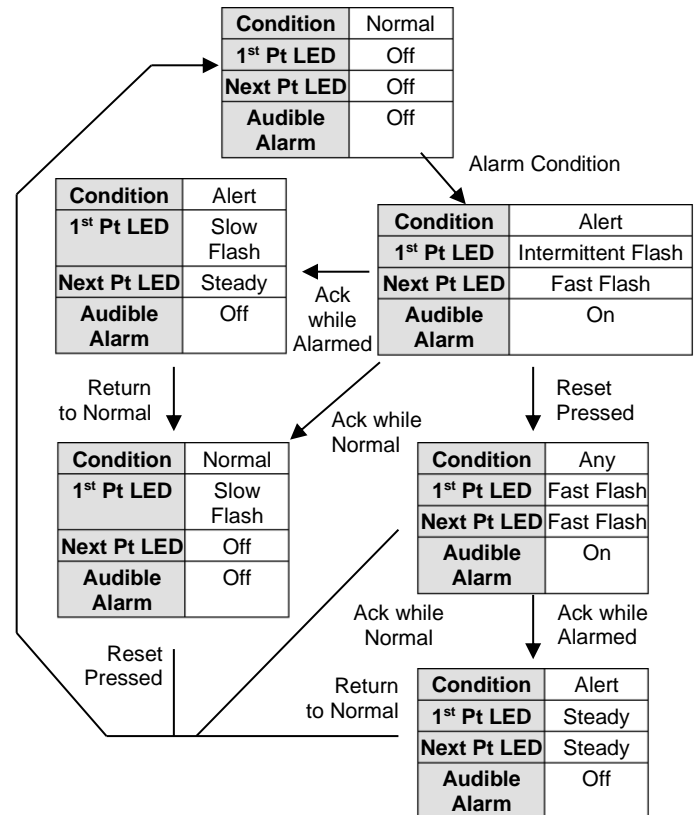 Condition Normal
1st Pt LED Off
Next Pt LED Off
Audible Off
Alarm
Alarm Condition
Condition Alert
1st Pt LED Slow
Flash
Next Pt LED Steady
Audible Off
Alarm
Condition Alert
1st Pt LED Intermittent Flash
Next Pt LED Fast Flash
Audible On
Alarm
Ack
while
Alarmed
Return
to Normal
Ack while
Normal
Reset
Pressed
Condition Normal
1st Pt LED Slow
Flash
Next Pt LED Off
Audible Off
Alarm
Condition Any
1st Pt LED Fast Flash
Next Pt LED Fast Flash
Audible On
Alarm
Reset
Pressed
Ack while
Normal
Ack while
Alarmed
Return
to Normal
Condition Alert
1st Pt LED Steady
Next Pt LED Steady
Audible Off
Alarm